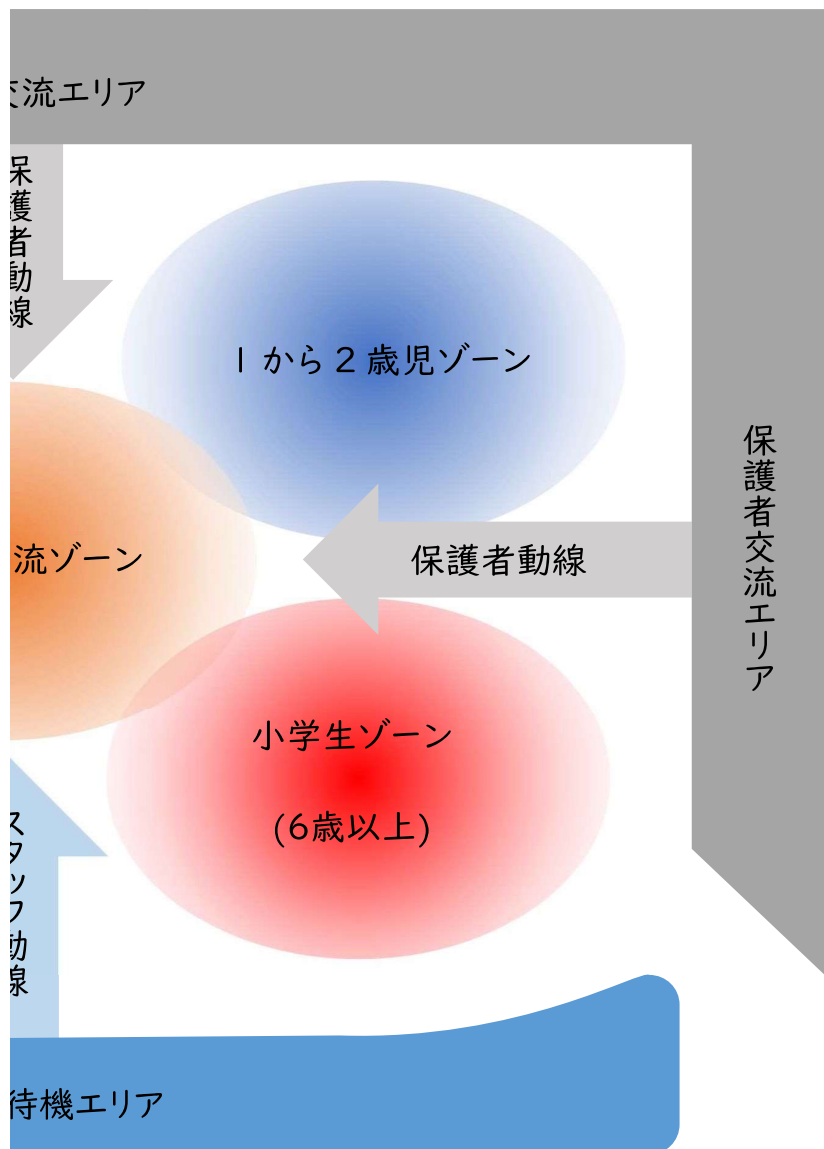 交流エリア
保護者動線
1から2歳児ゾーン
保護者交流エリア
流ゾーン
保護者動線
小学生ゾーン
(6歳以上)
スタッフ動線
待機エリア